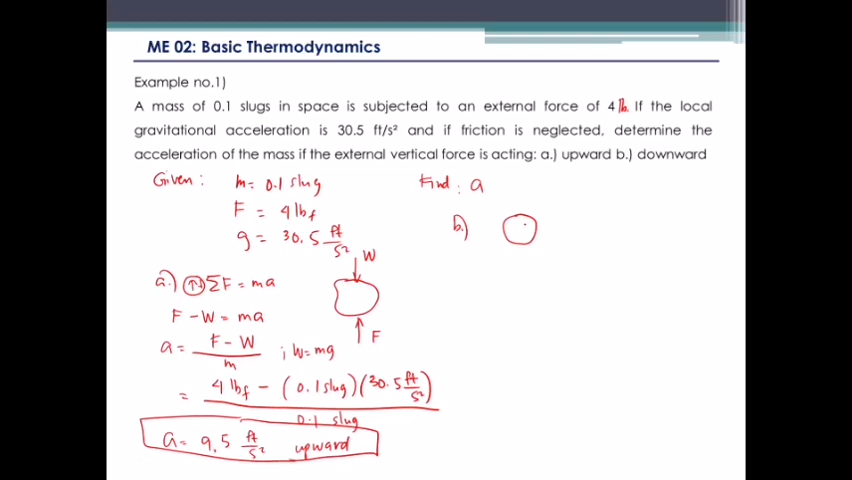 ME 02: Basic Thermodynamics
Example no.1)
A mass of 0.1 slugs in space is subjected to an external force of 4 lb. If the local
gravitational acceleration is 30.5 ft/s² and if friction is neglected, determine the
acceleration of the mass if the external vertical force is acting: a.) upward b.) downward
Given: m = 0.1 slug
F = 4 lbf
g = 30.5 ft/s²
Find: a
a.) ↑ ΣF = ma
F - W = ma
a = (F - W)/m ; W = mg
= (4 lbf - (0.1 slug)(30.5 ft/s²))/0.1 slug
a = 9.5 ft/s² upward
W
F
b.)